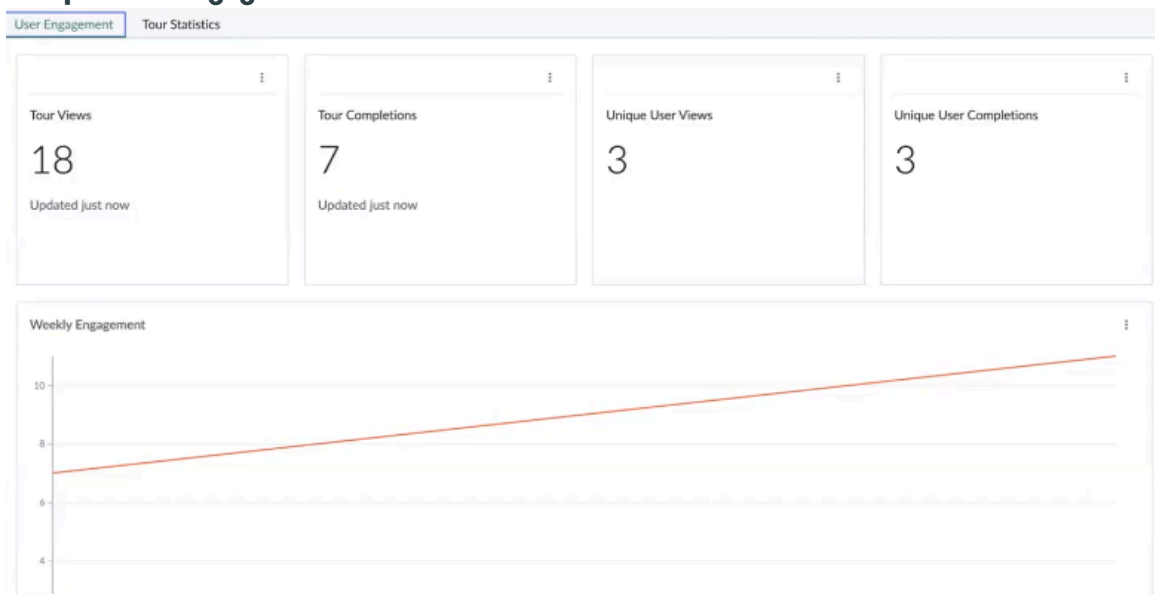 User Engagement Tour Statistics
Tour Views
18
Updated just now
Tour Completions
7
Updated just now
Unique User Views
3
Unique User Completions
3
Weekly Engagement
10
8
6
4